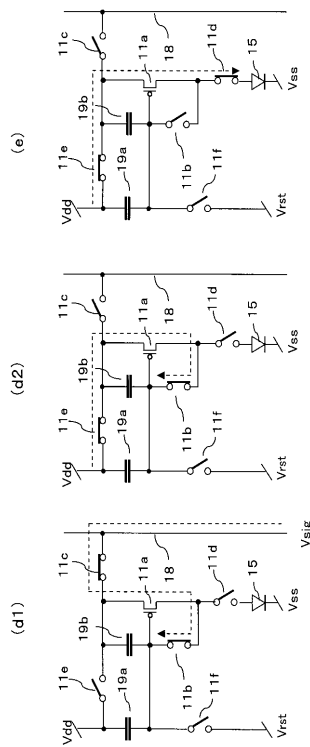 (d1)
Vdd
11e
11c
19b
19a
11a
18
11b
11f
11d
15
Vrst
Vss
Vsig
(d2)
Vdd
11e
11c
19b
19a
11a
18
11b
11f
11d
15
Vrst
Vss
(e)
Vdd
11e
11c
19b
19a
11a
18
11d
11b
11f
15
Vrst
Vss